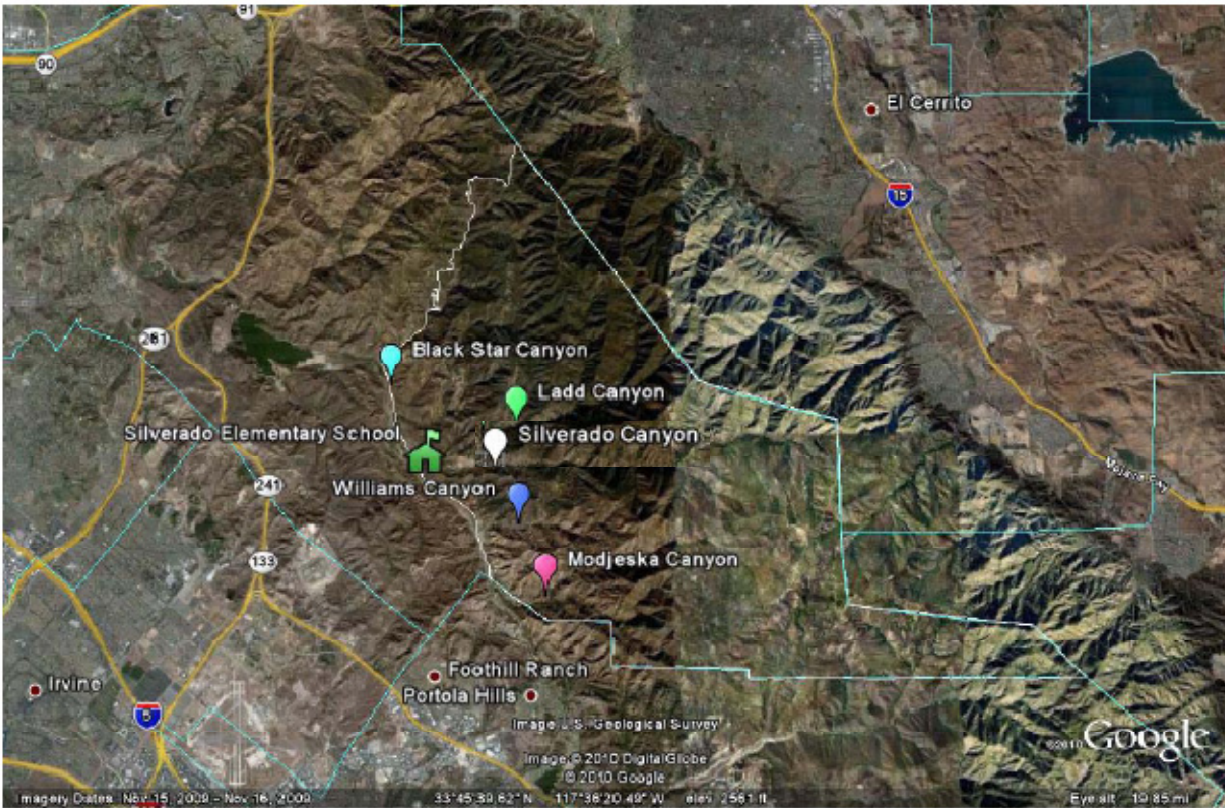 91
90
El Cerrito
15
Black Star Canyon
Ladd Canyon
Silverado Elementary School
Silverado Canyon
Williams Canyon
241
133
Modjeska Canyon
Foothill Ranch
Portola Hills
Irvine
5
Image U.S. Geological Survey
Image © 2010 DigitalGlobe
© 2010 Google
©2010 Google
Imagery Dates: Nov 15, 2009 - Nov 16, 2009
33°45'39.62" N 117°36'20.49" W elev 2561 ft
Eye alt 19.85 mi